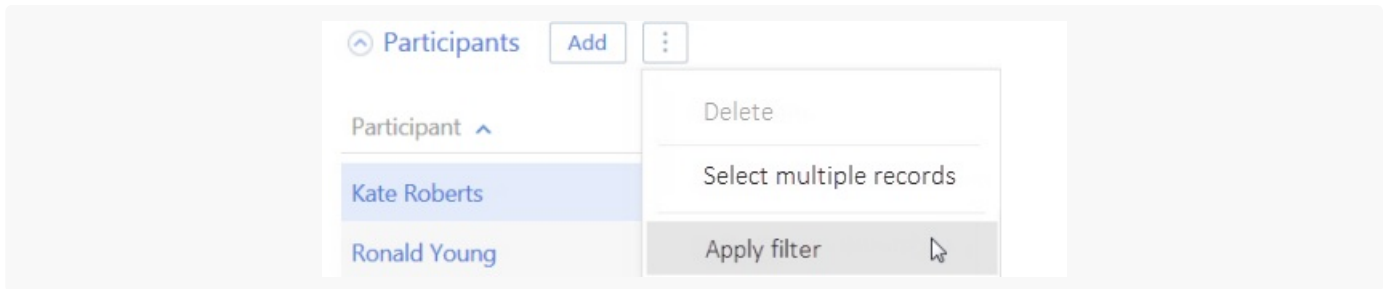 Participants Add
Delete
Participant
Select multiple records
Kate Roberts
Apply filter
Ronald Young